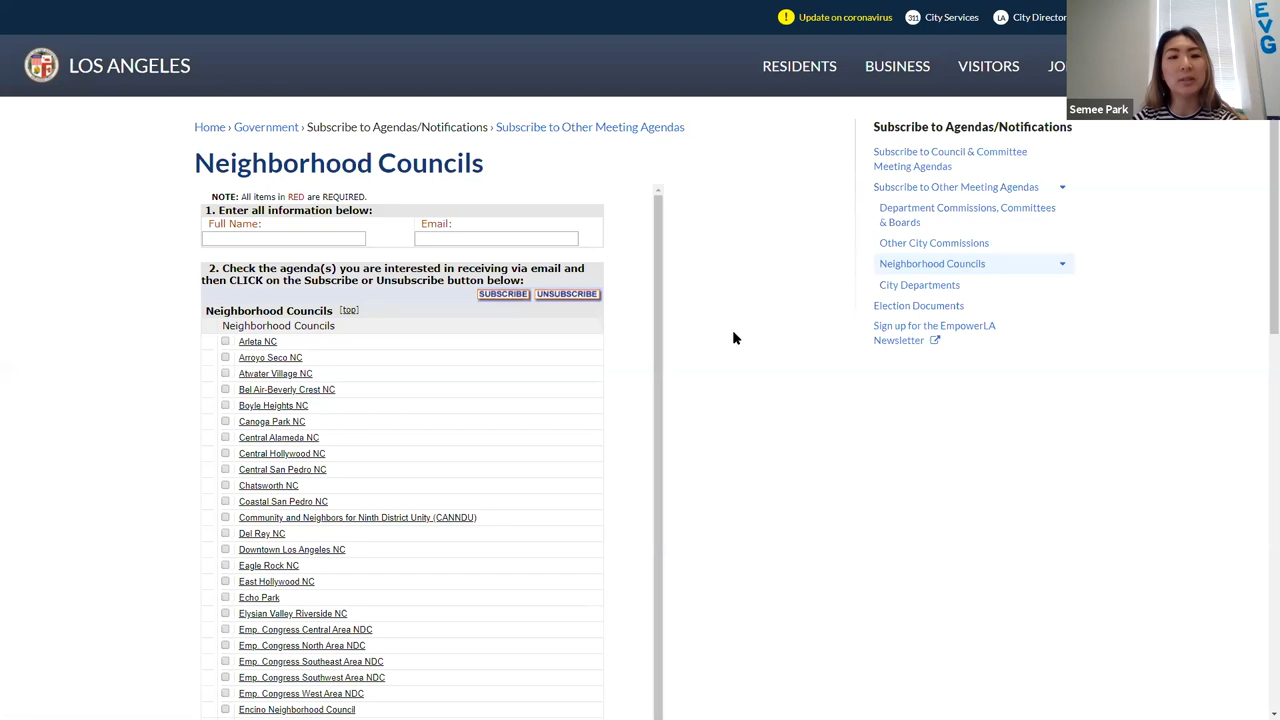 Update on coronavirus
311 City Services
LA City Director
EVG
LOS ANGELES
RESIDENTS
BUSINESS
VISITORS
JO
Semee Park
Home › Government › Subscribe to Agendas/Notifications › Subscribe to Other Meeting Agendas
Neighborhood Councils
NOTE: All items in RED are REQUIRED.
1. Enter all information below:
Full Name:
Email:
2. Check the agenda(s) you are interested in receiving via email and
then CLICK on the Subscribe or Unsubscribe button below:
SUBSCRIBE UNSUBSCRIBE
Neighborhood Councils [top]
Neighborhood Councils
Arleta NC
Arroyo Seco NC
Atwater Village NC
Bel Air-Beverly Crest NC
Boyle Heights NC
Canoga Park NC
Central Alameda NC
Central Hollywood NC
Central San Pedro NC
Chatsworth NC
Coastal San Pedro NC
Community and Neighbors for Ninth District Unity (CANNDU)
Del Rey NC
Downtown Los Angeles NC
Eagle Rock NC
East Hollywood NC
Echo Park
Elysian Valley Riverside NC
Emp. Congress Central Area NDC
Emp. Congress North Area NDC
Emp. Congress Southeast Area NDC
Emp. Congress Southwest Area NDC
Emp. Congress West Area NDC
Encino Neighborhood Council
Subscribe to Agendas/Notifications
Subscribe to Council & Committee
Meeting Agendas
Subscribe to Other Meeting Agendas
Department Commissions, Committees
& Boards
Other City Commissions
Neighborhood Councils
City Departments
Election Documents
Sign up for the EmpowerLA
Newsletter